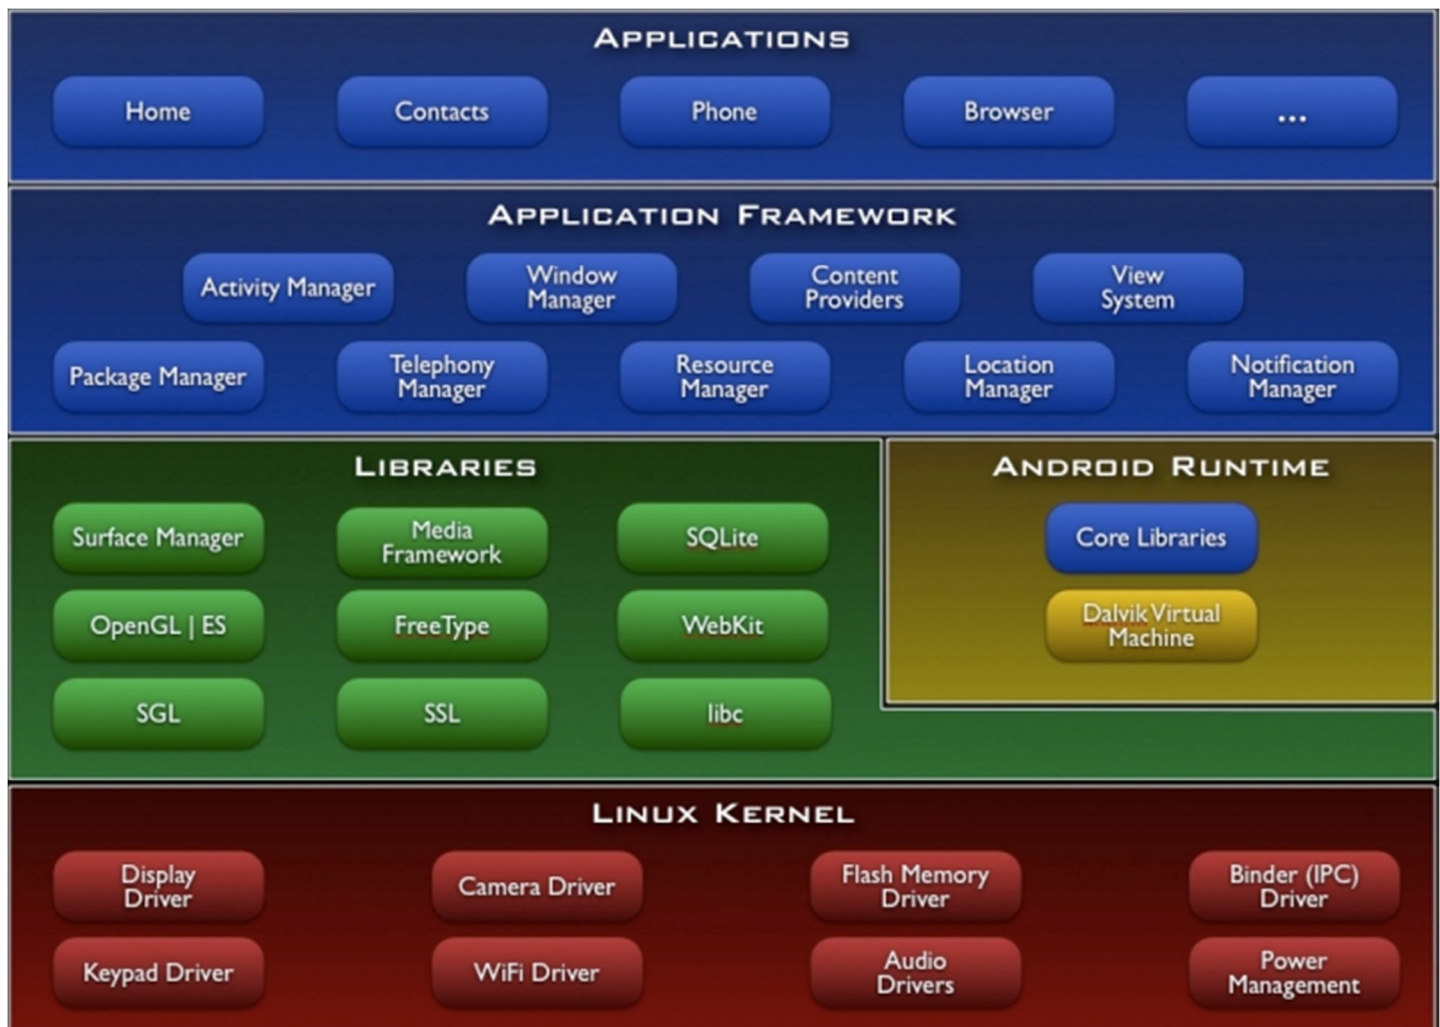 APPLICATIONS
Home
Contacts
Phone
Browser
...
APPLICATION FRAMEWORK
Activity Manager
Window
Manager
Content
Providers
View
System
Package Manager
Telephony
Manager
Resource
Manager
Location
Manager
Notification
Manager
LIBRARIES
Surface Manager
Media
Framework
SQLite
OpenGL | ES
FreeType
WebKit
SGL
SSL
libc
ANDROID RUNTIME
Core Libraries
Dalvik Virtual
Machine
LINUX KERNEL
Display
Driver
Camera Driver
Flash Memory
Driver
Binder (IPC)
Driver
Keypad Driver
WiFi Driver
Audio
Drivers
Power
Management